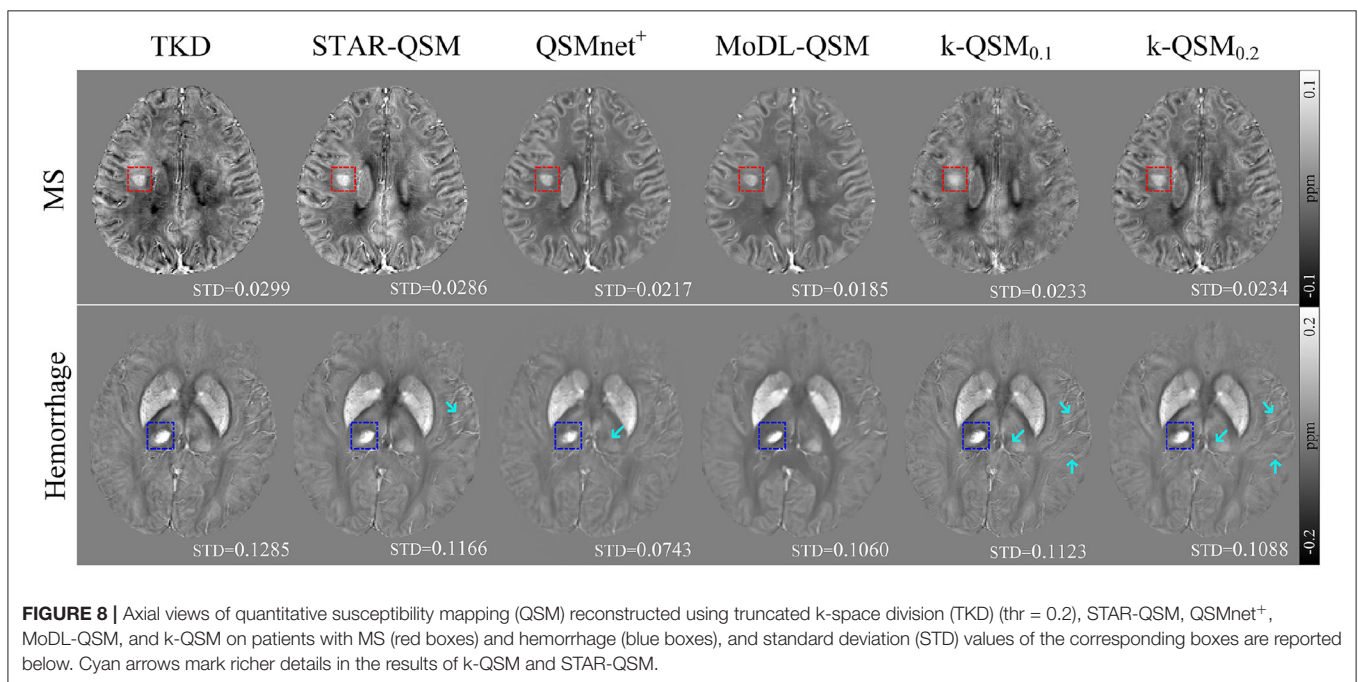 TKD STAR-QSM QSMnet⁺ MoDL-QSM k-QSM₀.₁ k-QSM₀.₂
MS
0.1
ppm
-0.1
STD=0.0299 STD=0.0286 STD=0.0217 STD=0.0185 STD=0.0233 STD=0.0234
Hemorrhage
0.2
ppm
-0.2
STD=0.1285 STD=0.1166 STD=0.0743 STD=0.1060 STD=0.1123 STD=0.1088
FIGURE 8 | Axial views of quantitative susceptibility mapping (QSM) reconstructed using truncated k-space division (TKD) (thr = 0.2), STAR-QSM, QSMnet⁺,
MoDL-QSM, and k-QSM on patients with MS (red boxes) and hemorrhage (blue boxes), and standard deviation (STD) values of the corresponding boxes are reported
below. Cyan arrows mark richer details in the results of k-QSM and STAR-QSM.